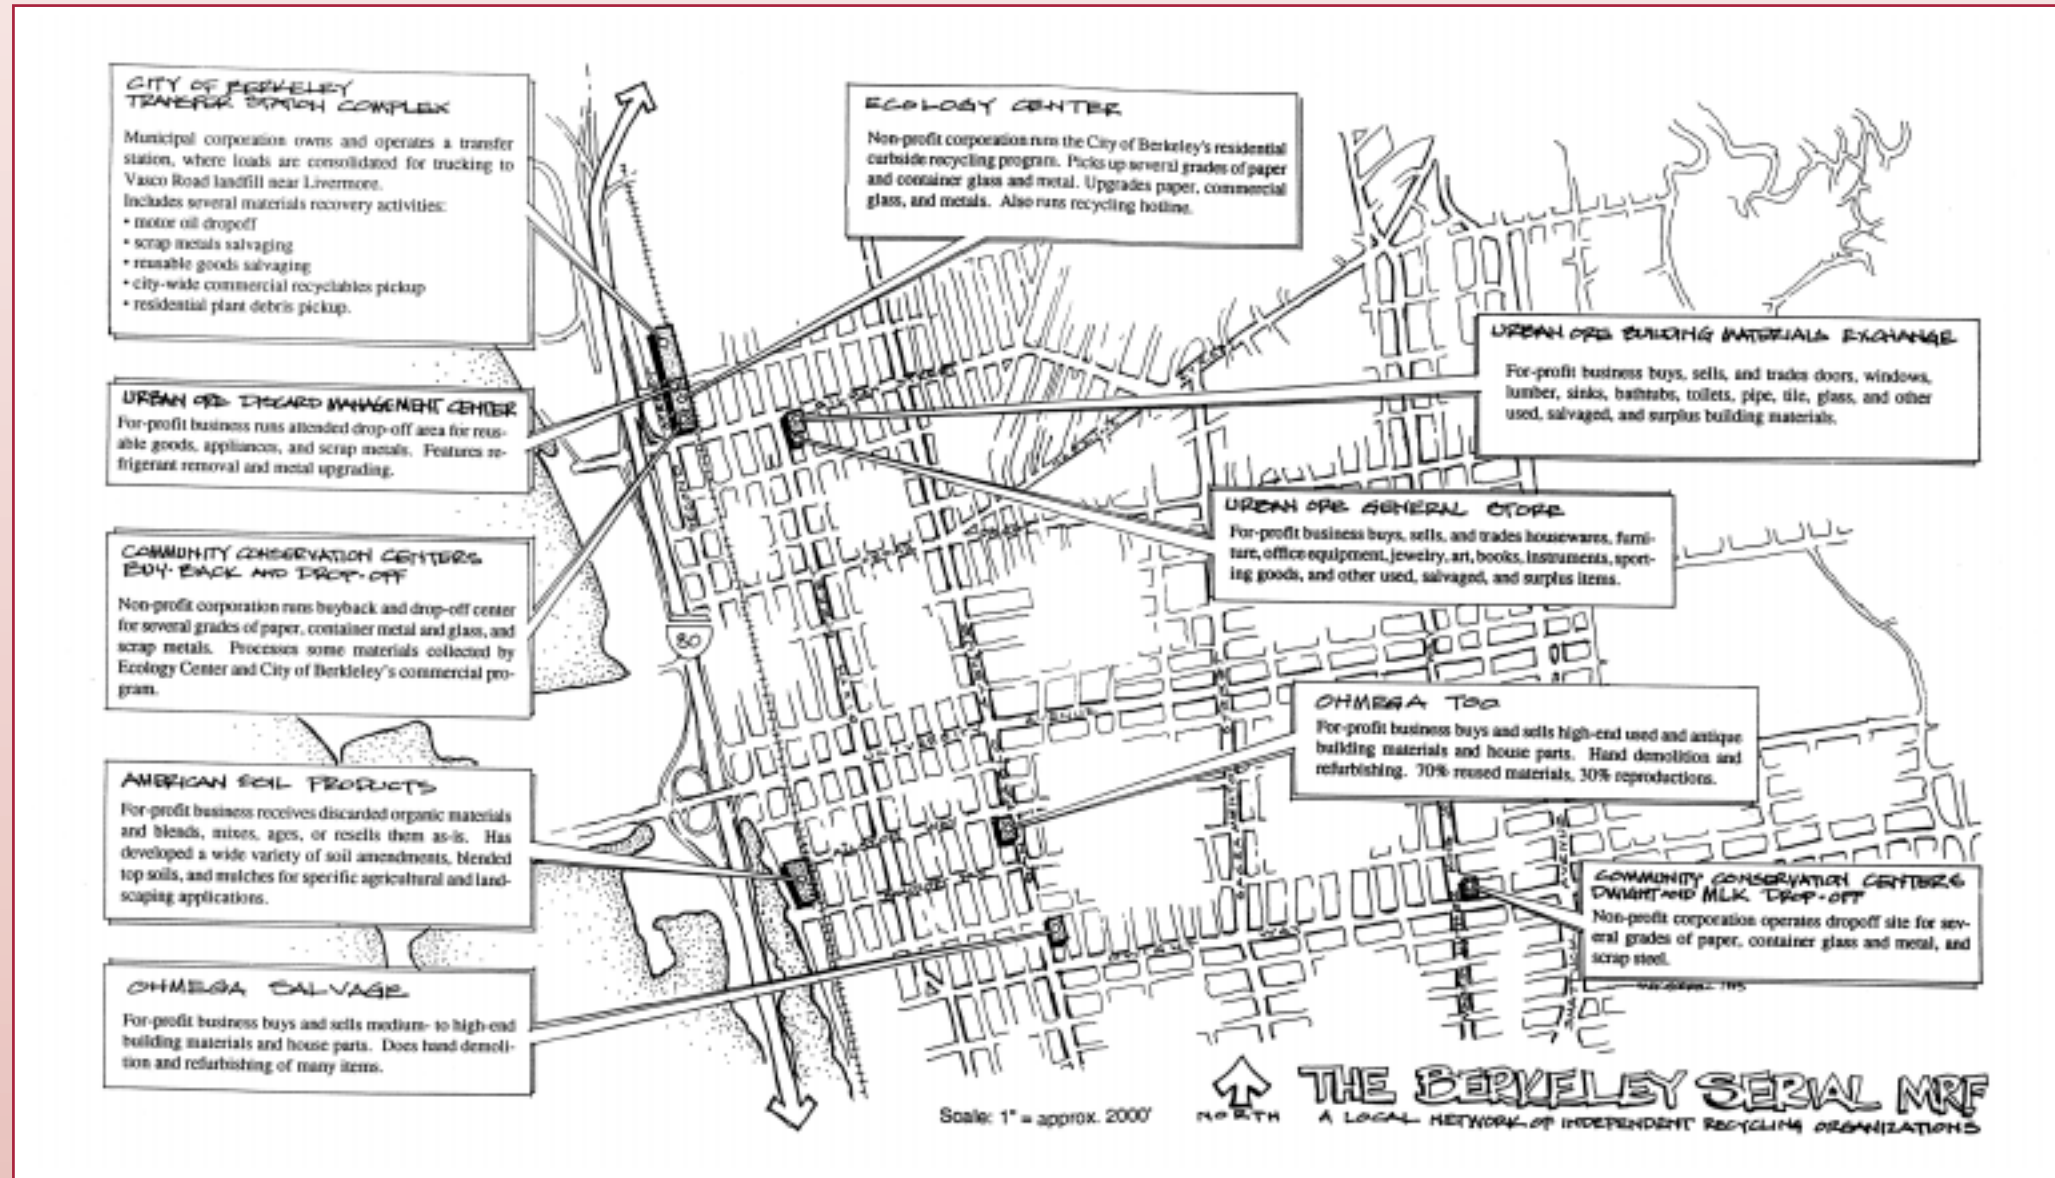 CITY OF BERKELEY
TRANSFER STATION COMPLEX
Municipal corporation owns and operates a transfer
station, where loads are consolidated for trucking to
Vasco Road landfill near Livermore.
Includes several materials recovery activities:
• motor oil dropoff
• scrap metals salvaging
• reusable goods salvaging
• city-wide commercial recyclables pickup
• residential plant debris pickup.
ECOLOGY CENTER
Non-profit corporation runs the City of Berkeley's residential
curbside recycling program. Picks up several grades of paper
and container glass and metal. Upgrades paper, commercial
glass, and metals. Also runs recycling hotline.
URBAN ORE BUILDING MATERIALS EXCHANGE
For-profit business buys, sells, and trades doors, windows,
lumber, sinks, bathtubs, toilets, pipe, tile, glass, and other
used, salvaged, and surplus building materials.
URBAN ORE DISCARD MANAGEMENT CENTER
For-profit business runs attended drop-off area for reus-
able goods, appliances, and scrap metals. Features re-
frigerant removal and metal upgrading.
URBAN ORE GENERAL STORE
For-profit business buys, sells, and trades housewares, furni-
ture, office equipment, jewelry, art, books, instruments, sport-
ing goods, and other used, salvaged, and surplus items.
COMMUNITY CONSERVATION CENTERS
BUY-BACK AND DROP-OFF
Non-profit corporation runs buyback and drop-off center
for several grades of paper, container metal and glass, and
scrap metals. Processes some materials collected by
Ecology Center and City of Berkleley's commercial pro-
gram.
80
OHMEGA TOO
For-profit business buys and sells high-end used and antique
building materials and house parts. Hand demolition and
refurbishing. 70% reused materials, 30% reproductions.
AVENUE
AMERICAN SOIL PRODUCTS
For-profit business receives discarded organic materials
and blends, mixes, ages, or resells them as-is. Has
developed a wide variety of soil amendments, blended
top soils, and mulches for specific agricultural and land-
scaping applications.
AVENUE
COMMUNITY CONSERVATION CENTERS
DWIGHT AND MLK DROP-OFF
Non-profit corporation operates dropoff site for sev-
eral grades of paper, container glass and metal, and
scrap steel.
OHMEGA SALVAGE
For-profit business buys and sells medium- to high-end
building materials and house parts. Does hand demoli-
tion and refurbishing of many items.
Scale: 1" = approx. 2000'
NORTH
THE BERKELEY SERIAL MRF
A LOCAL NETWORK OF INDEPENDENT RECYCLING ORGANIZATIONS